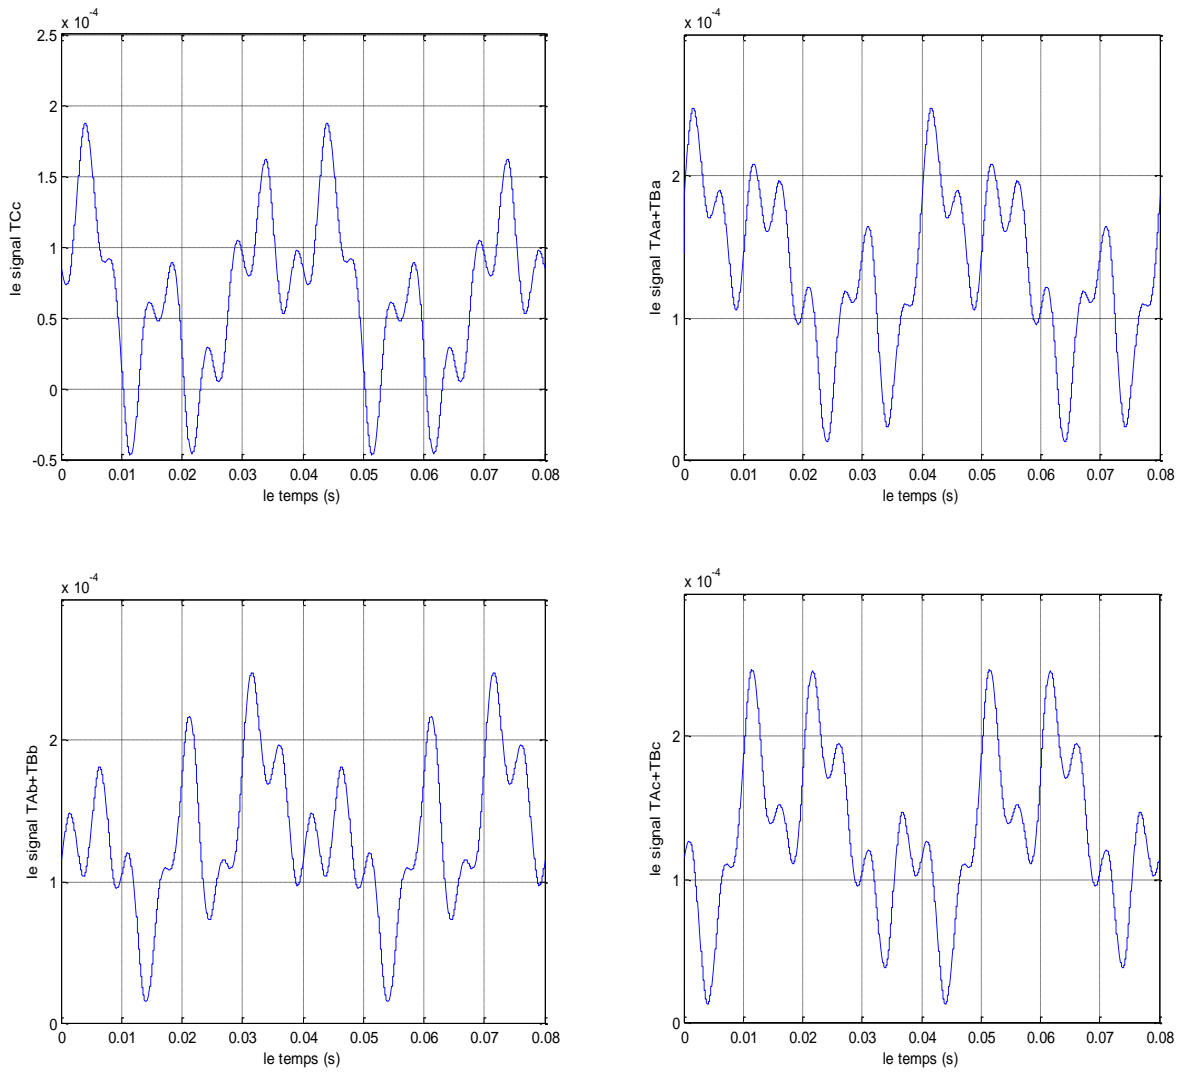 x 10-4
2.5
2
1.5
1
0.5
0
-0.5
le signal TCc
0 0.01 0.02 0.03 0.04 0.05 0.06 0.07 0.08
le temps (s)
x 10-4
2
1
0
le signal TAa+TBa
0 0.01 0.02 0.03 0.04 0.05 0.06 0.07 0.08
le temps (s)
x 10-4
2
1
0
le signal TAb+TBb
0 0.01 0.02 0.03 0.04 0.05 0.06 0.07 0.08
le temps (s)
x 10-4
2
1
0
le signal TAc+TBc
0 0.01 0.02 0.03 0.04 0.05 0.06 0.07 0.08
le temps (s)